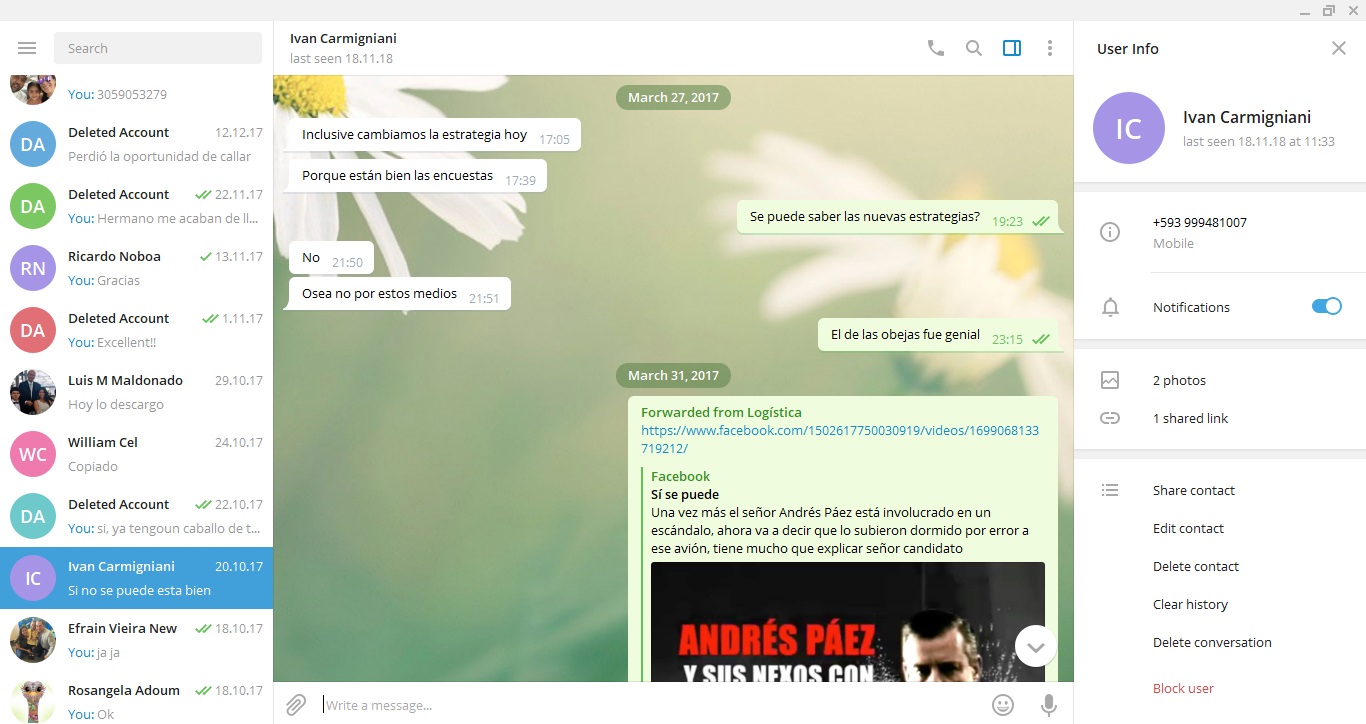 Search
You: 3059053279
DA
Deleted Account 12.12.17
Perdió la oportunidad de callar
DA
Deleted Account 22.11.17
You: Hermano me acaban de ll...
RN
Ricardo Noboa 13.11.17
You: Gracias
DA
Deleted Account 1.11.17
You: Excellent!!
Luis M Maldonado 29.10.17
Hoy lo descargo
WC
William Cel 24.10.17
Copiado
DA
Deleted Account 22.10.17
You: si, ya tengoun caballo de t...
IC
Ivan Carmigniani 20.10.17
Si no se puede esta bien
Efrain Vieira New 18.10.17
You: ja ja
Rosangela Adoum 18.10.17
You: Ok
Ivan Carmigniani
last seen 18.11.18
March 27, 2017
Inclusive cambiamos la estrategia hoy 17:05
Porque están bien las encuestas 17:39
Se puede saber las nuevas estrategias? 19:23
No 21:50
Osea no por estos medios 21:51
El de las obejas fue genial 23:15
March 31, 2017
Forwarded from Logística
https://www.facebook.com/1502617750030919/videos/1699068133
719212/
Facebook
Sí se puede
Una vez más el señor Andrés Páez está involucrado en un
escándalo, ahora va a decir que lo subieron dormido por error a
ese avión, tiene mucho que explicar señor candidato
ANDRÉS PÁEZ
Y SUS NEXOS CON
Write a message...
User Info
IC
Ivan Carmigniani
last seen 18.11.18 at 11:33
+593 999481007
Mobile
Notifications
2 photos
1 shared link
Share contact
Edit contact
Delete contact
Clear history
Delete conversation
Block user